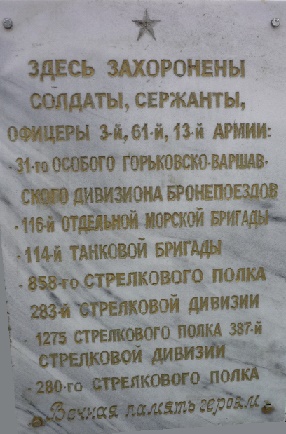 ЗДЕСЬ ЗАХОРОНЕНЫ
СОЛДАТЫ, СЕРЖАНТЫ,
ОФИЦЕРЫ 3-й, 61-й, 13-й АРМИИ:
- 31-го ОСОБОГО ГОРЬКОВСКО-ВАРШАВ-
СКОГО ДИВИЗИОНА БРОНЕПОЕЗДОВ
- 116-й ОТДЕЛЬНОЙ МОРСКОЙ БРИГАДЫ
- 114-й ТАНКОВОЙ БРИГАДЫ
- 858-го СТРЕЛКОВОГО ПОЛКА
283-й СТРЕЛКОВОЙ ДИВИЗИИ
1275 СТРЕЛКОВОГО ПОЛКА 387-й
СТРЕЛКОВОЙ ДИВИЗИИ
- 280-го СТРЕЛКОВОГО ПОЛКА
Вечная память героям